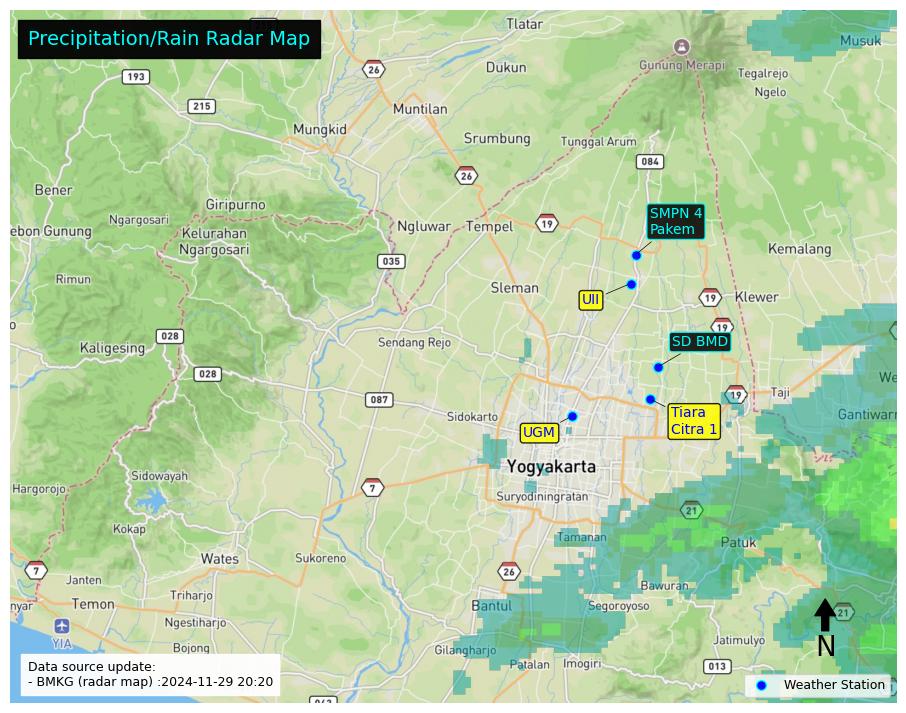 Precipitation/Rain Radar Map
Tlatar
Musuk
26
Gunung Merapi
Dukun
Tegalrejo
193
Ngelo
215
Muntilan
Mungkid
Srumbung
Tunggal Arum
084
26
Bener
Giripurno
SMPN 4
Pakem
Ngargosari
Ngluwar
Tempel
19
ebon Gunung
Kelurahan
Ngargosari
Kemalang
035
Rimun
Sleman
UII
19
Klewer
19
028
Sendang Rejo
SD BMD
Kaligesing
028
We
087
19
Taji
Sidokarto
Tiara
Citra 1
Gantiwarn
UGM
Yogyakarta
Sidowayah
Hargorojo
7
Suryodiningratan
21
Kokap
Tamanan
Patuk
Wates
Sukoreno
7
26
Janten
Bawuran
Triharjo
nyar
Temon
Bantul
Segoroyoso
21
Ngestiharjo
YIA
Jatimulyo
N
Bojong
Gilangharjo
Patalan
Imogiri
013
Data source update:
- BMKG (radar map) :2024-11-29 20:20
Weather Station